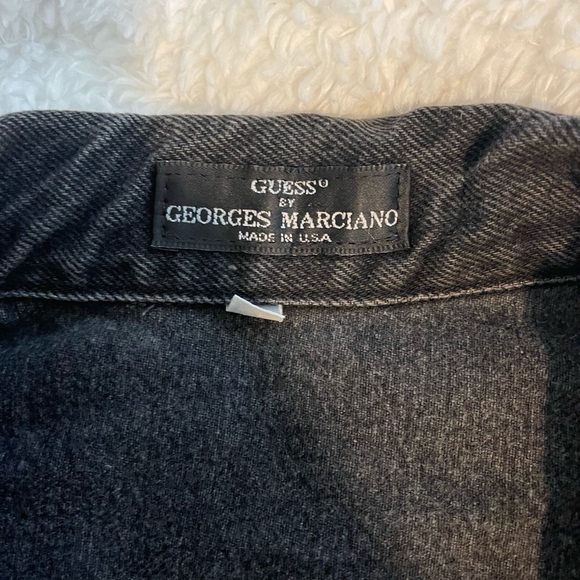 GUESS®
BY
GEORGES MARCIANO
MADE IN U.S.A